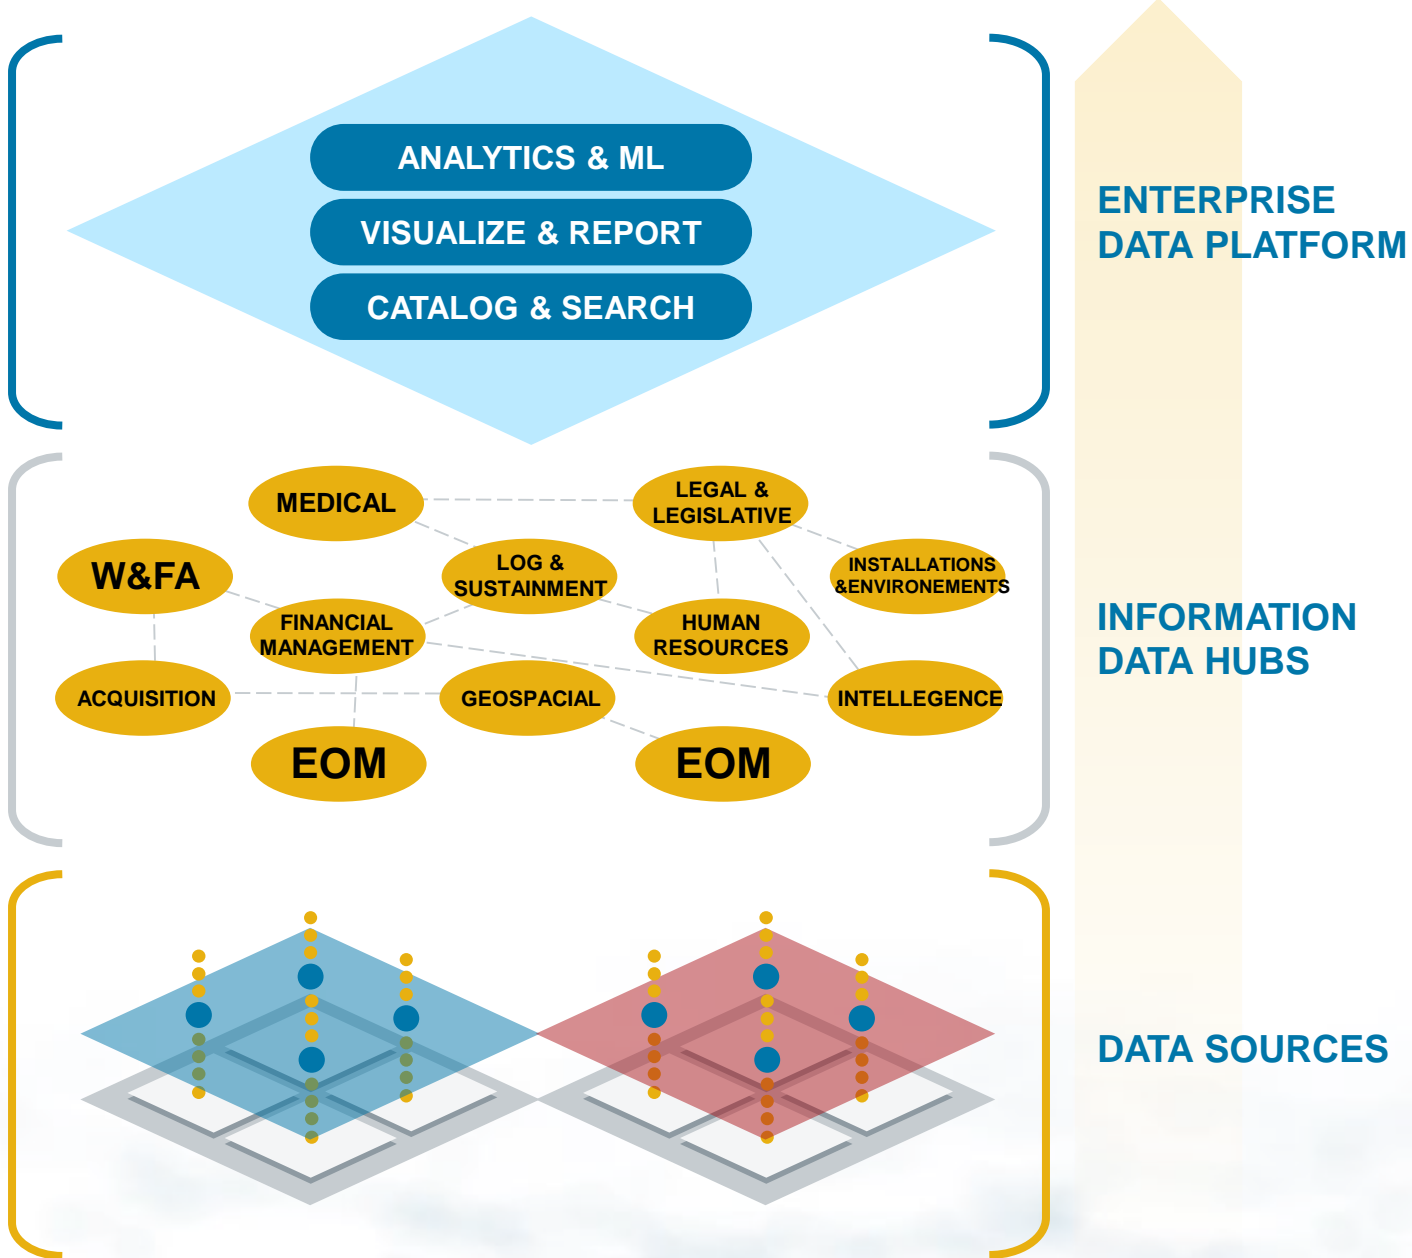 ANALYTICS & ML
VISUALIZE & REPORT
CATALOG & SEARCH
ENTERPRISE
DATA PLATFORM
MEDICAL
LEGAL &
LEGISLATIVE
W&FA
LOG &
SUSTAINMENT
INSTALLATIONS
&ENVIRONEMENTS
FINANCIAL
MANAGEMENT
HUMAN
RESOURCES
ACQUISITION
GEOSPACIAL
INTELLEGENCE
EOM
EOM
INFORMATION
DATA HUBS
DATA SOURCES